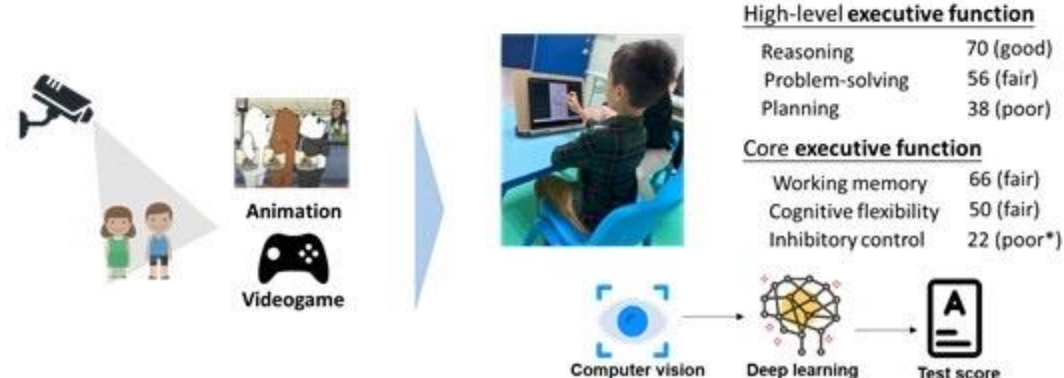 High-level executive function
Reasoning 70 (good)
Problem-solving 56 (fair)
Planning 38 (poor)
Core executive function
Working memory 66 (fair)
Cognitive flexibility 50 (fair)
Inhibitory control 22 (poor*)
Animation
Videogame
A
Computer vision
Deep learning
Test score